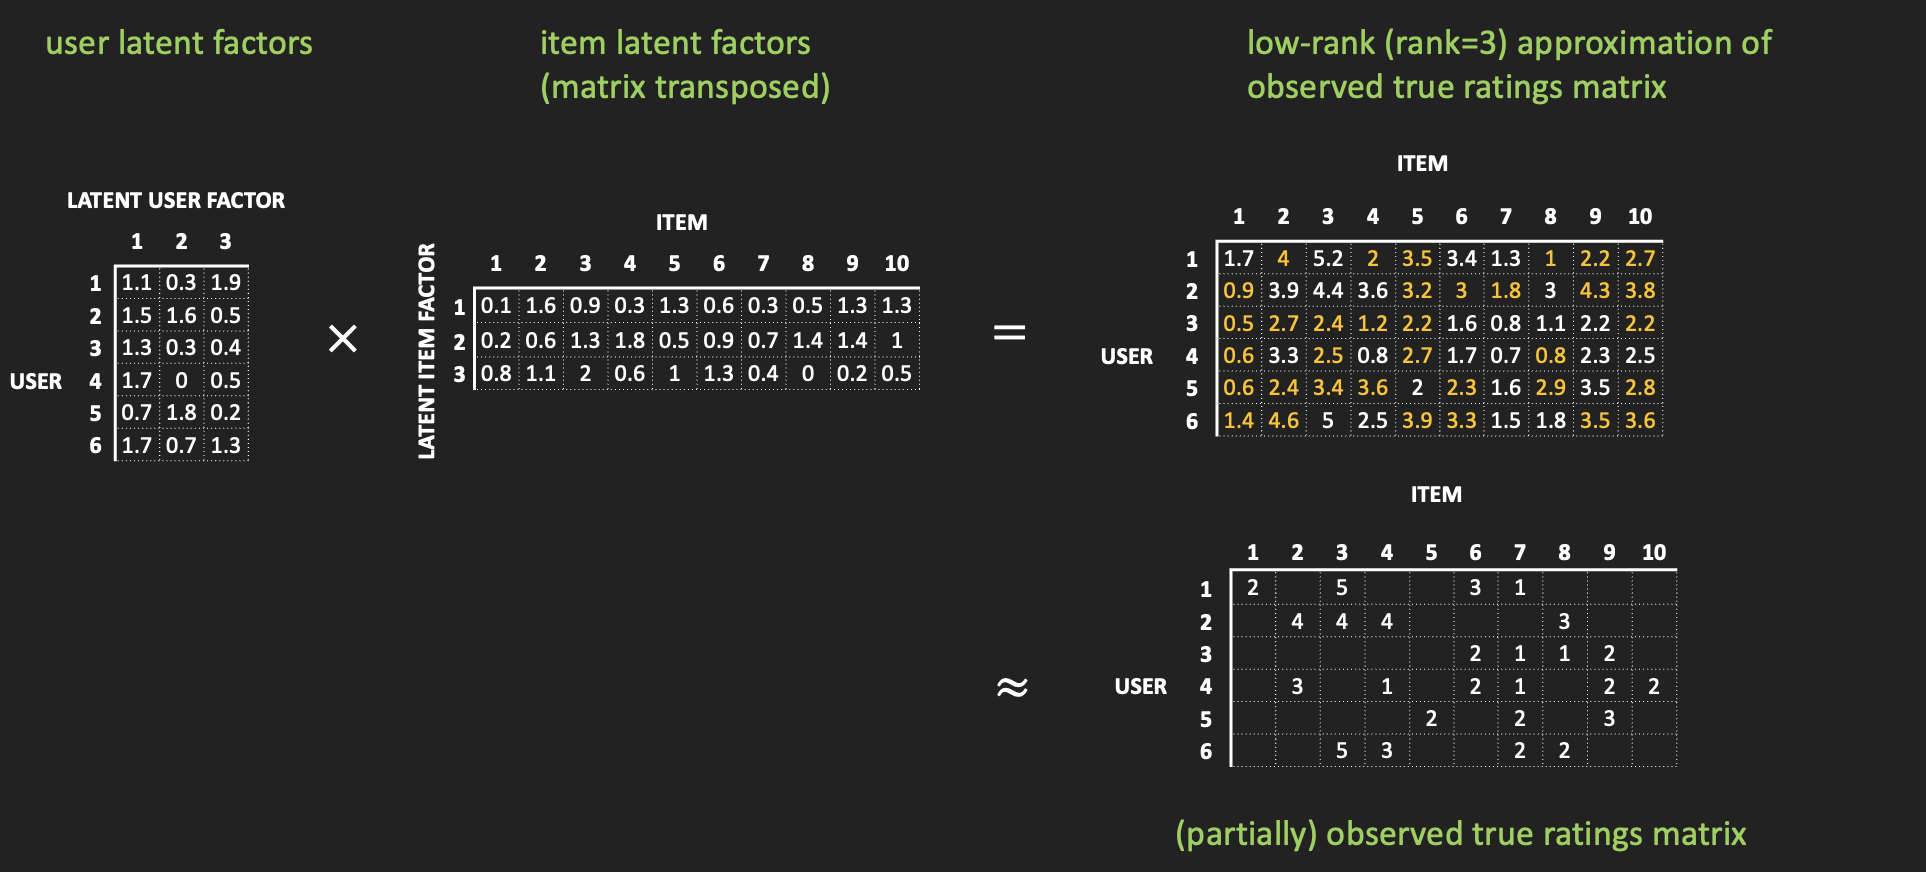 user latent factors
item latent factors
(matrix transposed)
low-rank (rank=3) approximation of
observed true ratings matrix
LATENT USER FACTOR
1 2 3
USER
1 1.1 0.3 1.9
2 1.5 1.6 0.5
3 1.3 0.3 0.4
4 1.7 0 0.5
5 0.7 1.8 0.2
6 1.7 0.7 1.3
×
ITEM
LATENT ITEM FACTOR
1 2 3 4 5 6 7 8 9 10
1 0.1 1.6 0.9 0.3 1.3 0.6 0.3 0.5 1.3 1.3
2 0.2 0.6 1.3 1.8 0.5 0.9 0.7 1.4 1.4 1
3 0.8 1.1 2 0.6 1 1.3 0.4 0 0.2 0.5
=
ITEM
1 2 3 4 5 6 7 8 9 10
USER
1 1.7 4 5.2 2 3.5 3.4 1.3 1 2.2 2.7
2 0.9 3.9 4.4 3.6 3.2 3 1.8 3 4.3 3.8
3 0.5 2.7 2.4 1.2 2.2 1.6 0.8 1.1 2.2 2.2
4 0.6 3.3 2.5 0.8 2.7 1.7 0.7 0.8 2.3 2.5
5 0.6 2.4 3.4 3.6 2 2.3 1.6 2.9 3.5 2.8
6 1.4 4.6 5 2.5 3.9 3.3 1.5 1.8 3.5 3.6
≈
ITEM
1 2 3 4 5 6 7 8 9 10
USER
1 2 5 3 1
2 4 4 4 3
3 2 1 1 2
4 3 1 2 1 2 2
5 2 2 3
6 5 3 2 2
(partially) observed true ratings matrix